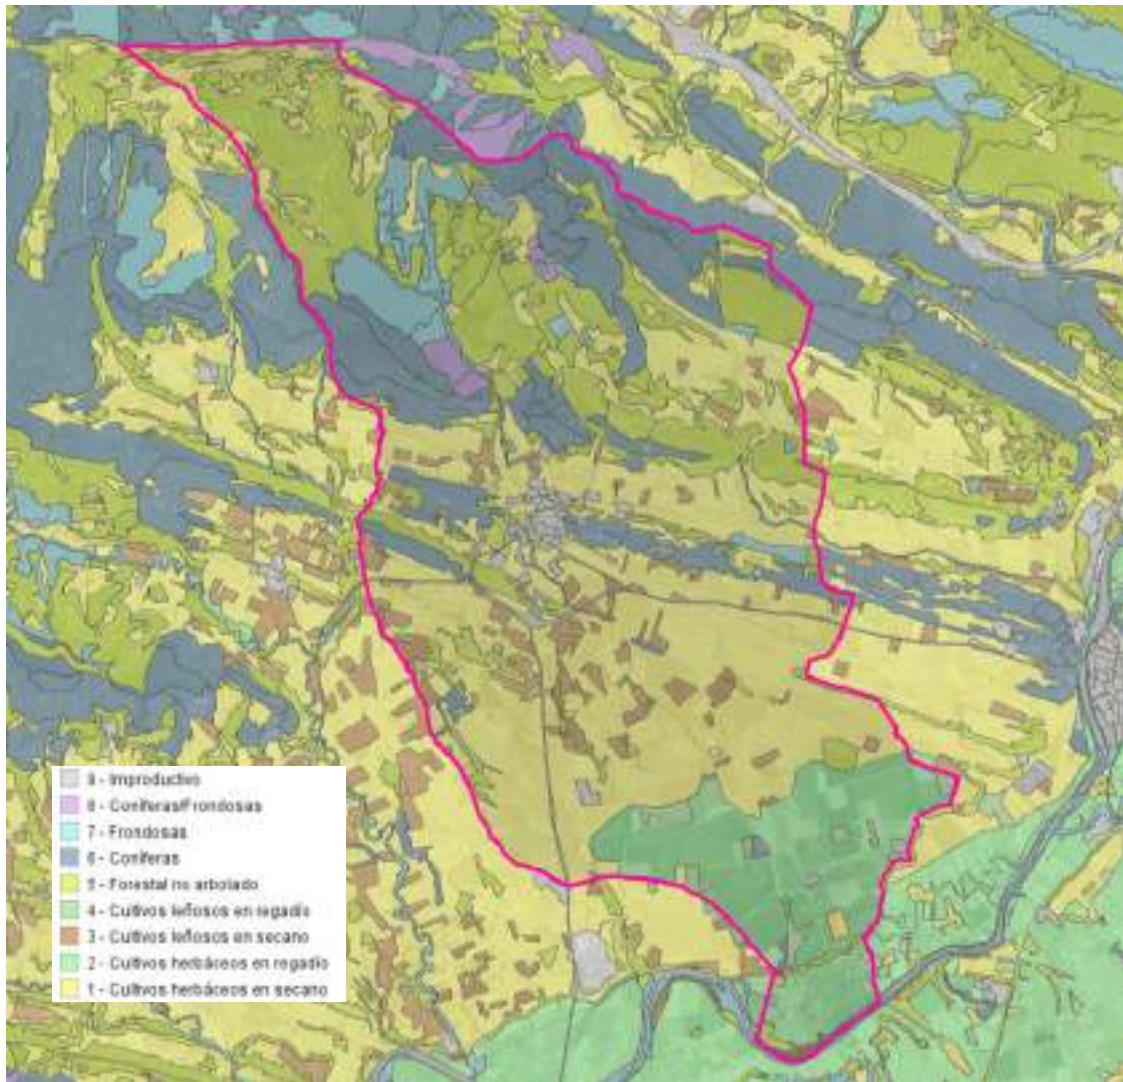 9 - Improductivo
8 - Coníferas/Frondosas
7 - Frondosas
6 - Coníferas
5 - Forestal no arbolado
4 - Cultivos leñosos en regadío
3 - Cultivos leñosos en secano
2 - Cultivos herbáceos en regadío
1 - Cultivos herbáceos en secano